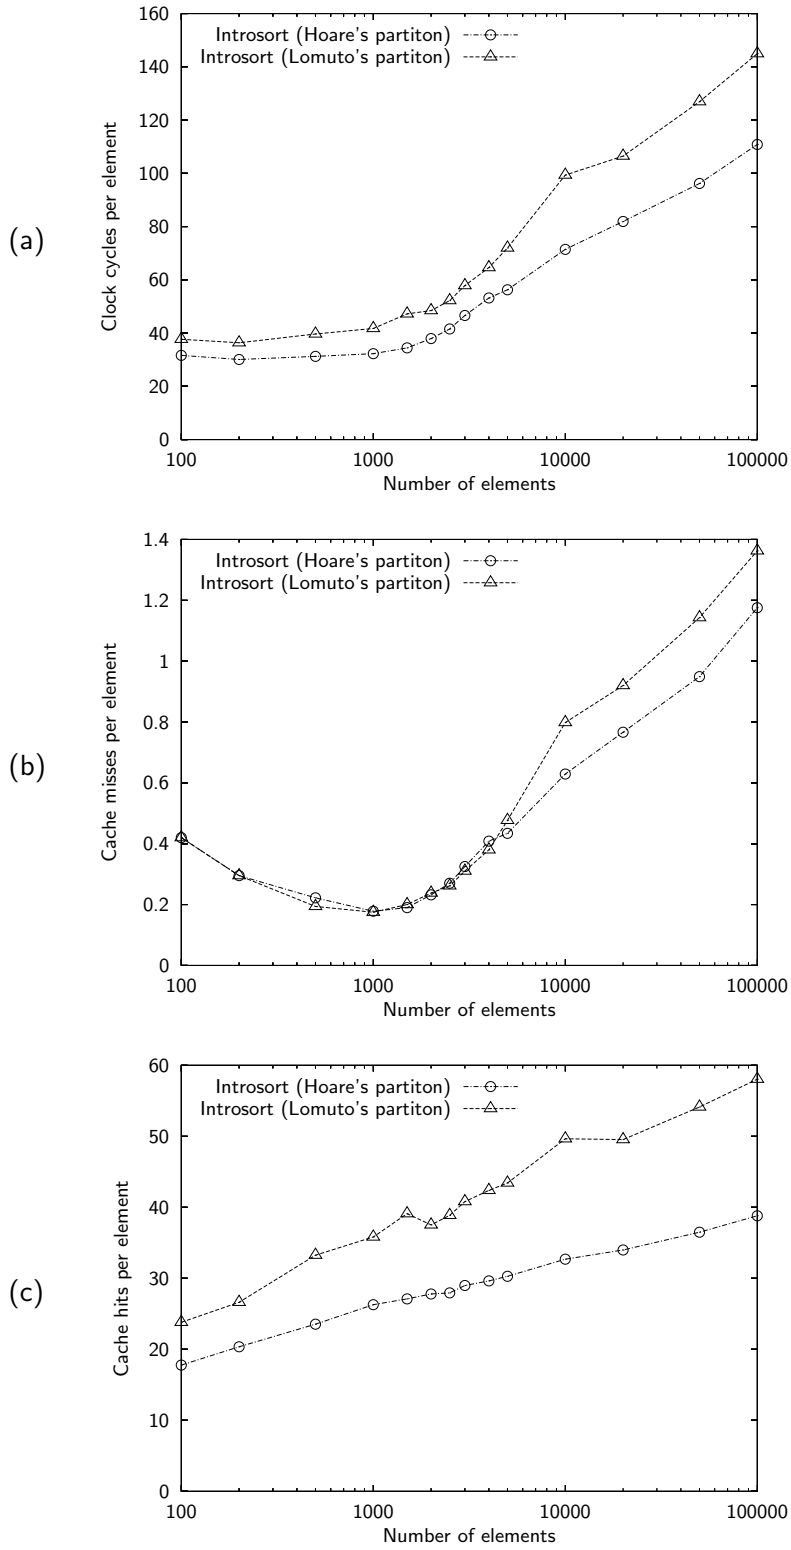 (a)
Clock cycles per element
160
140
120
100
80
60
40
20
0
Introsort (Hoare's partiton)
Introsort (Lomuto's partiton)
100 1000 10000 100000
Number of elements
(b)
Cache misses per element
1.4
1.2
1
0.8
0.6
0.4
0.2
0
Introsort (Hoare's partiton)
Introsort (Lomuto's partiton)
100 1000 10000 100000
Number of elements
(c)
Cache hits per element
60
50
40
30
20
10
0
Introsort (Hoare's partiton)
Introsort (Lomuto's partiton)
100 1000 10000 100000
Number of elements